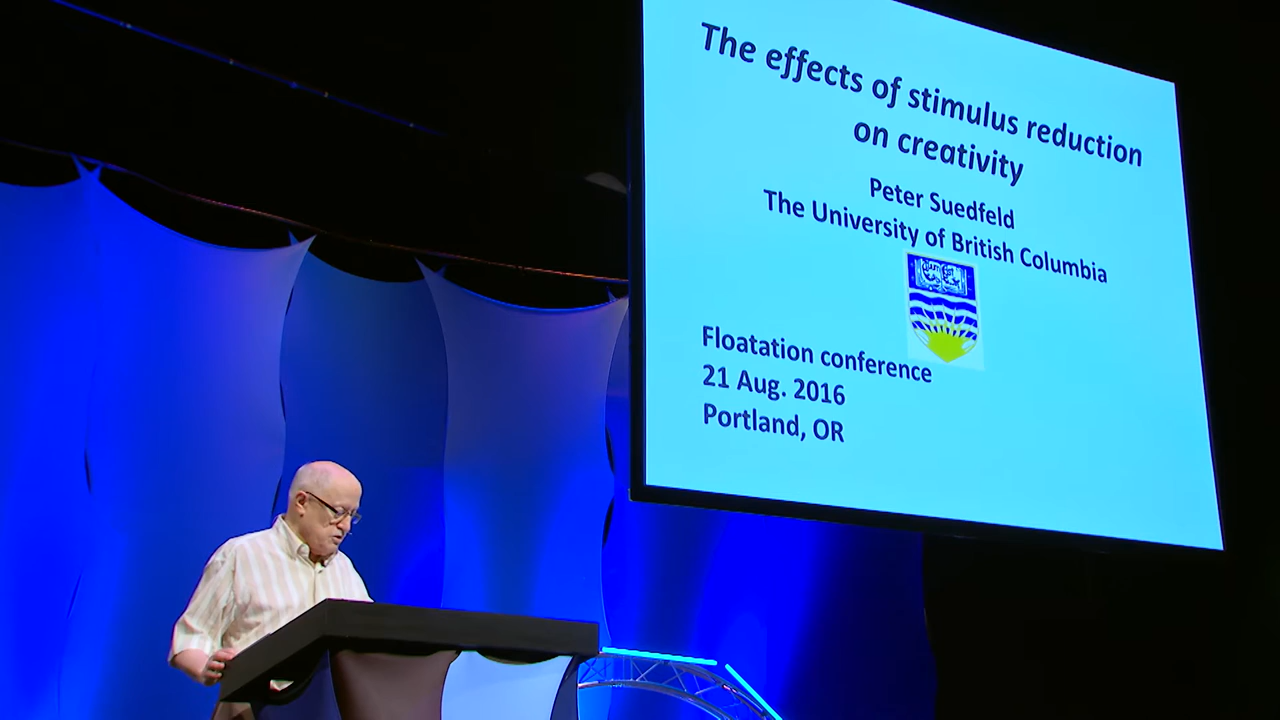 The effects of stimulus reduction
on creativity
Peter Suedfeld
The University of British Columbia
Floatation conference
21 Aug. 2016
Portland, OR